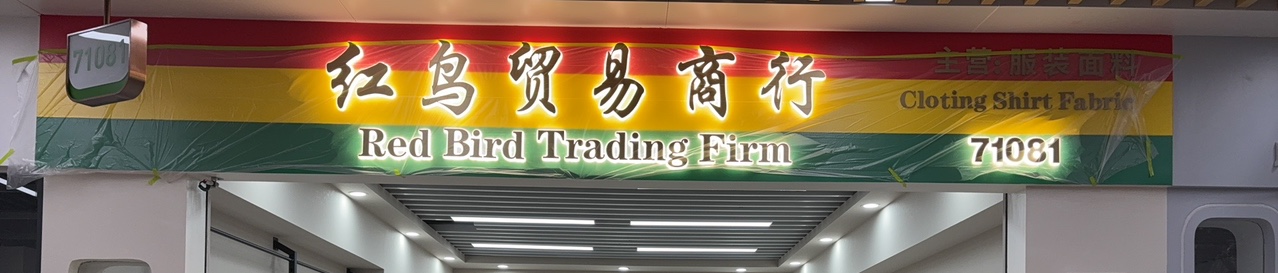 71081
红鸟贸易商行
Red Bird Trading Firm
主营:服装面料
Cloting Shirt Fabric
71081